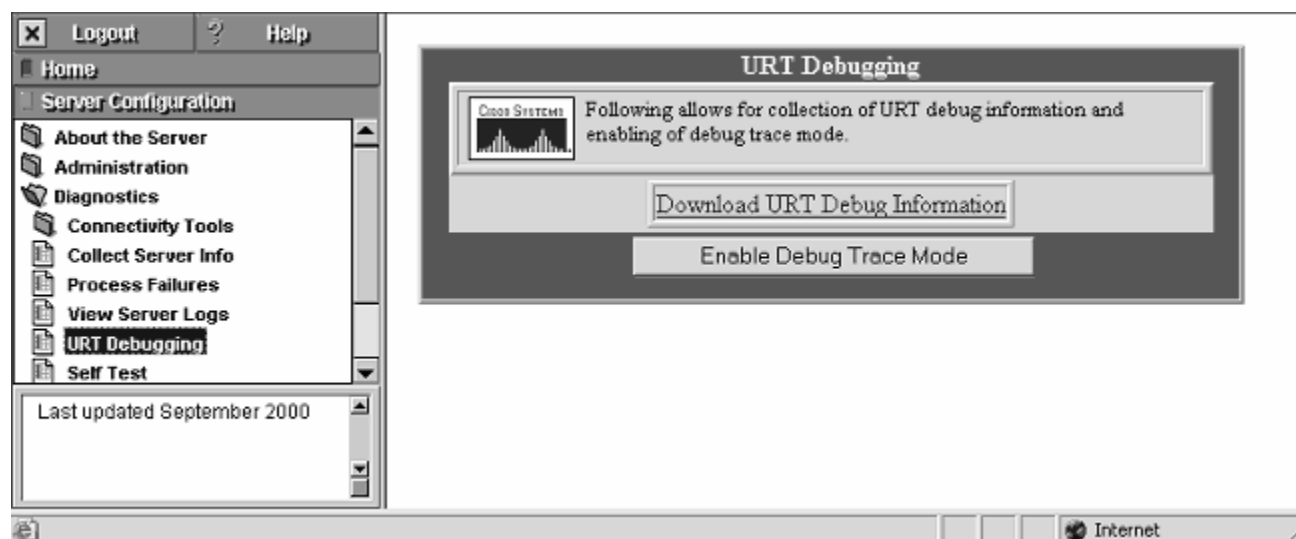 Logout
? Help
Home
Server Configuration
About the Server
Administration
Diagnostics
Connectivity Tools
Collect Server Info
Process Failures
View Server Logs
URT Debugging
Self Test
Last updated September 2000
URT Debugging
CISCO SYSTEMS
Following allows for collection of URT debug information and
enabling of debug trace mode.
Download URT Debug Information
Enable Debug Trace Mode
Internet